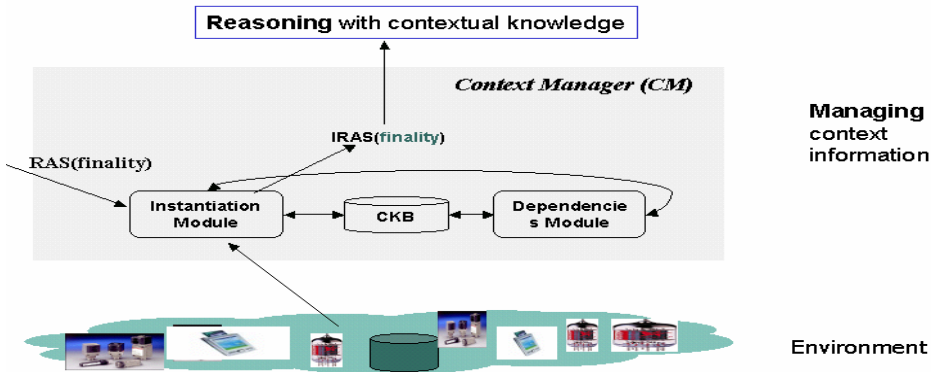 Reasoning with contextual knowledge
Context Manager (CM)
Managing
context
information
IRAS(finality)
RAS(finality)
Instantiation
Module
CKB
Dependencie
s Module
Environment